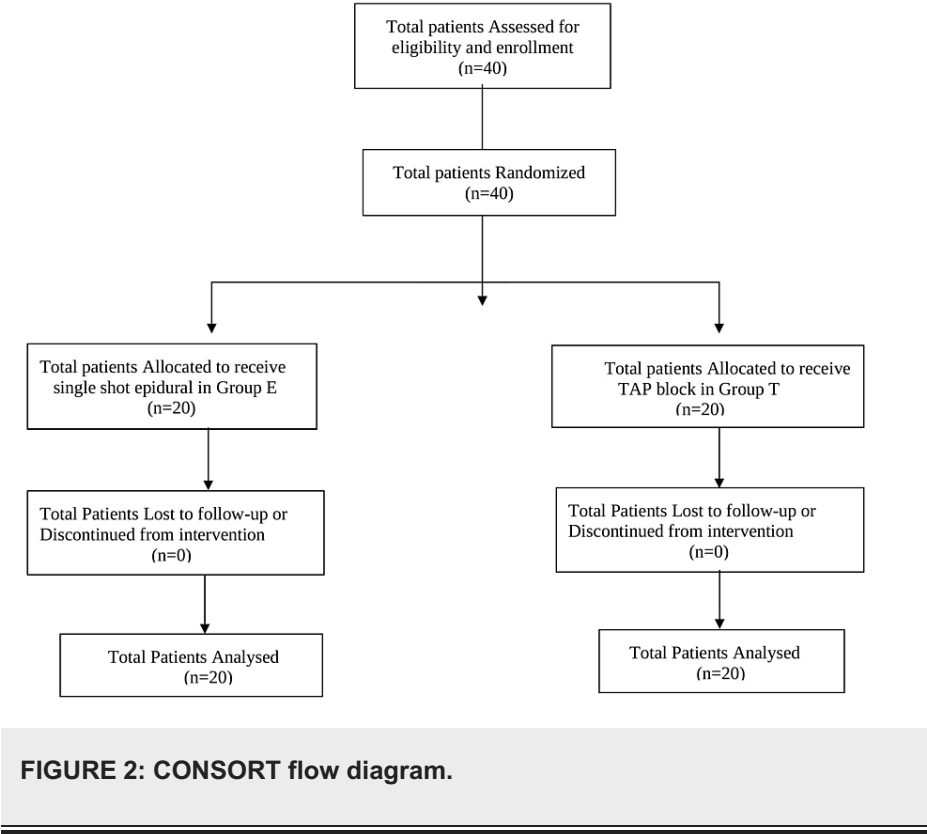 Total patients Assessed for
eligibility and enrollment
(n=40)
Total patients Randomized
(n=40)
Total patients Allocated to receive
single shot epidural in Group E
(n=20)
Total patients Allocated to receive
TAP block in Group T
(n=20)
Total Patients Lost to follow-up or
Discontinued from intervention
(n=0)
Total Patients Lost to follow-up or
Discontinued from intervention
(n=0)
Total Patients Analysed
(n=20)
Total Patients Analysed
(n=20)
FIGURE 2: CONSORT flow diagram.